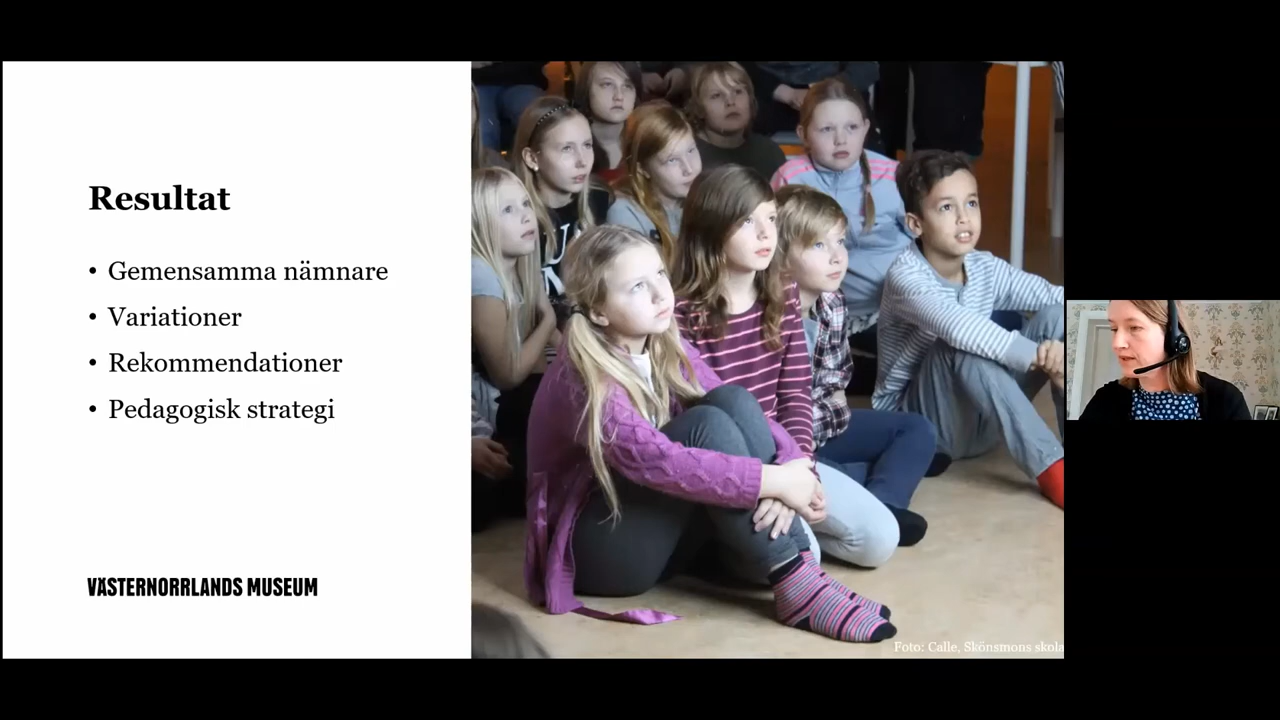 Resultat
• Gemensamma nämnare
• Variationer
• Rekommendationer
• Pedagogisk strategi
VÄSTERNORRLANDS MUSEUM
Foto: Calle, Skönsmons skola